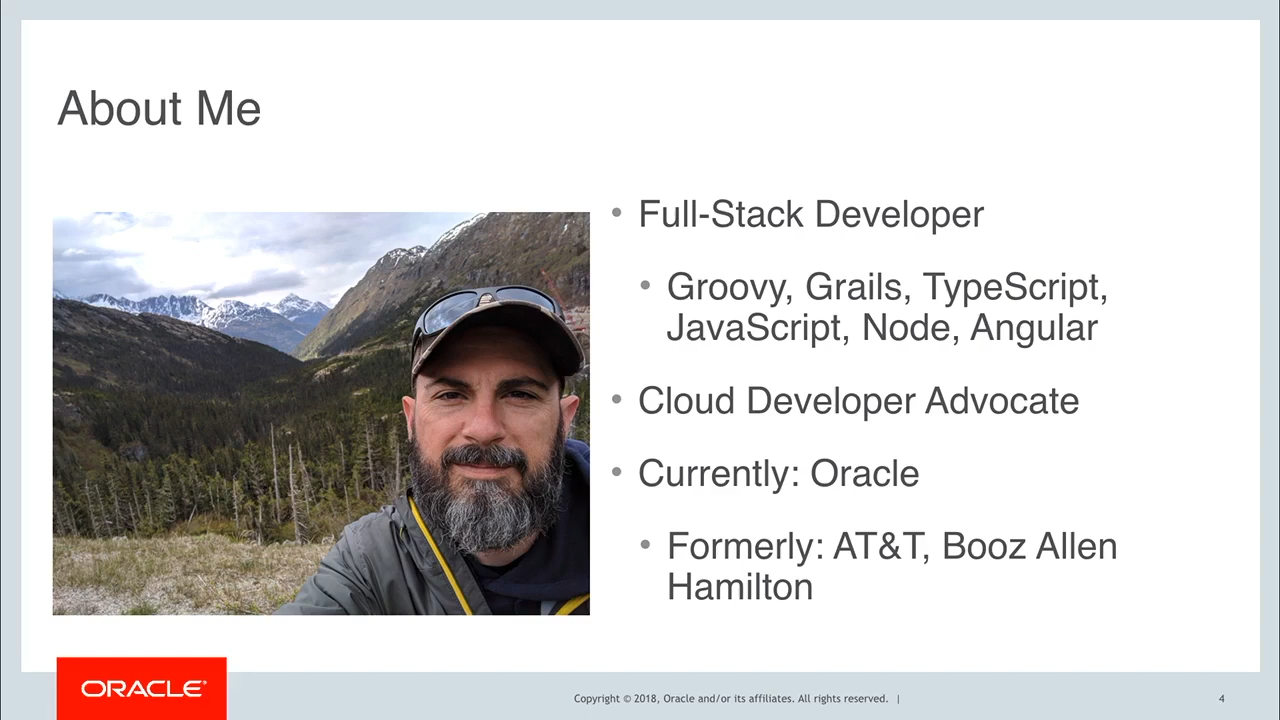 About Me
• Full-Stack Developer
• Groovy, Grails, TypeScript,
JavaScript, Node, Angular
• Cloud Developer Advocate
• Currently: Oracle
• Formerly: AT&T, Booz Allen
Hamilton
ORACLE®
Copyright © 2018, Oracle and/or its affiliates. All rights reserved. |
4